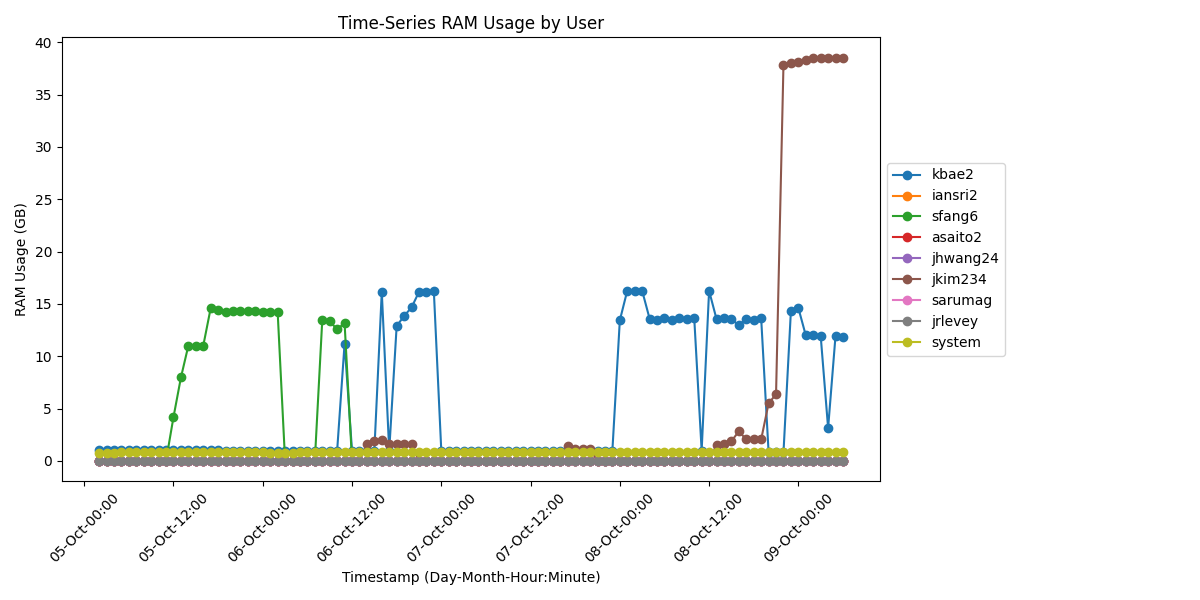 Time-Series RAM Usage by User
RAM Usage (GB)
40
35
30
25
20
15
10
5
0
05-Oct-00:00
05-Oct-12:00
06-Oct-00:00
06-Oct-12:00
07-Oct-00:00
07-Oct-12:00
08-Oct-00:00
08-Oct-12:00
09-Oct-00:00
Timestamp (Day-Month-Hour:Minute)
kbae2
iansri2
sfang6
asaito2
jhwang24
jkim234
sarumag
jrlevey
system